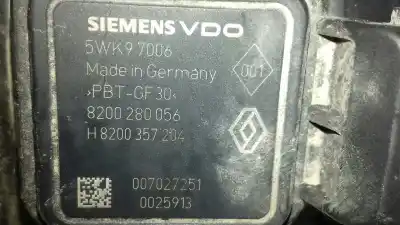 SIEMENS VDO
5WK9 7006
Made in Germany
001
>PBT-GF30<
8200 280 056
H 8200 357 204
007027251
0025913